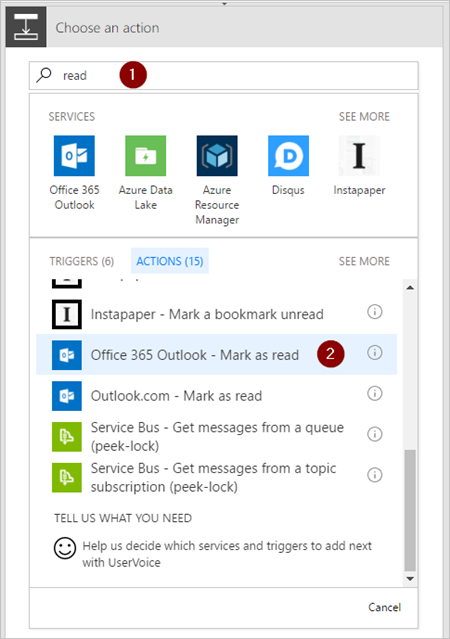 Choose an action
read 1
SERVICES SEE MORE
Office 365 Outlook
Azure Data Lake
Azure Resource Manager
Disqus
Instapaper
TRIGGERS (6) ACTIONS (15) SEE MORE
Instapaper - Mark a bookmark unread
Office 365 Outlook - Mark as read 2
Outlook.com - Mark as read
Service Bus - Get messages from a queue
(peek-lock)
Service Bus - Get messages from a topic
subscription (peek-lock)
TELL US WHAT YOU NEED
Help us decide which services and triggers to add next
with UserVoice
Cancel